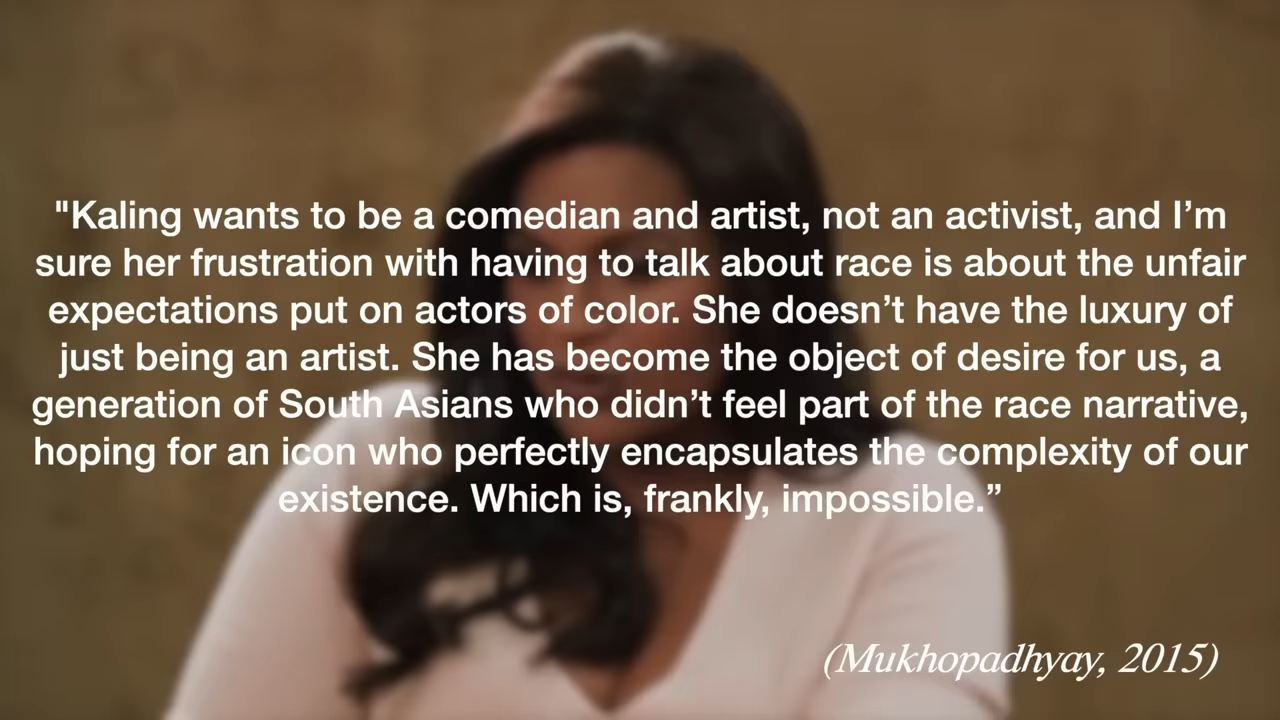 "Kaling wants to be a comedian and artist, not an activist, and I’m
sure her frustration with having to talk about race is about the unfair
expectations put on actors of color. She doesn’t have the luxury of
just being an artist. She has become the object of desire for us, a
generation of South Asians who didn’t feel part of the race narrative,
hoping for an icon who perfectly encapsulates the complexity of our
existence. Which is, frankly, impossible.”
(Mukhopadhyay, 2015)